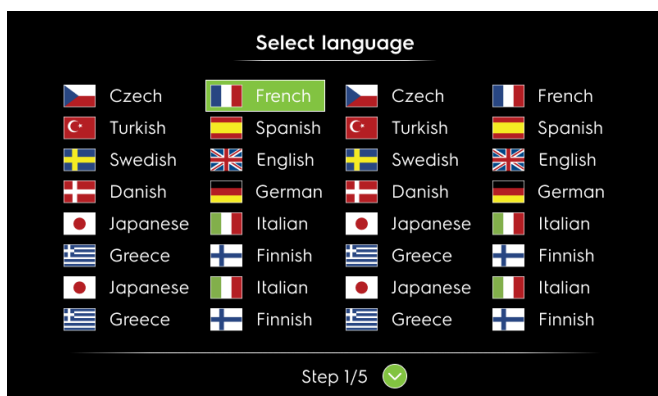 Select language
Czech French Czech French
Turkish Spanish Turkish Spanish
Swedish English Swedish English
Danish German Danish German
Japanese Italian Japanese Italian
Greece Finnish Greece Finnish
Japanese Italian Japanese Italian
Greece Finnish Greece Finnish
Step 1/5